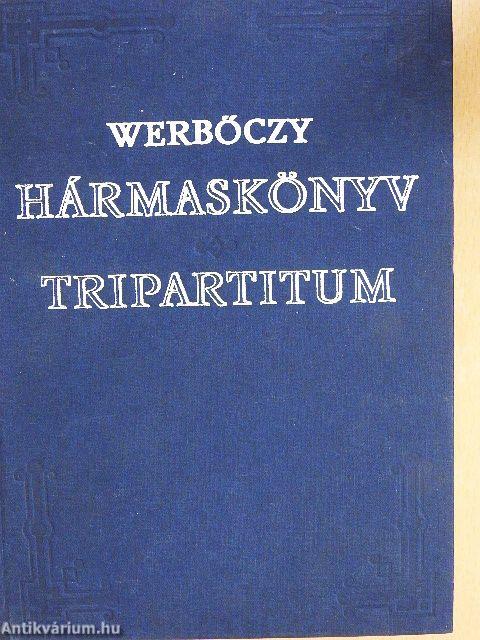 WERBŐCZY
HÁRMASKÖNYV
TRIPARTITUM
Antikvárium.hu